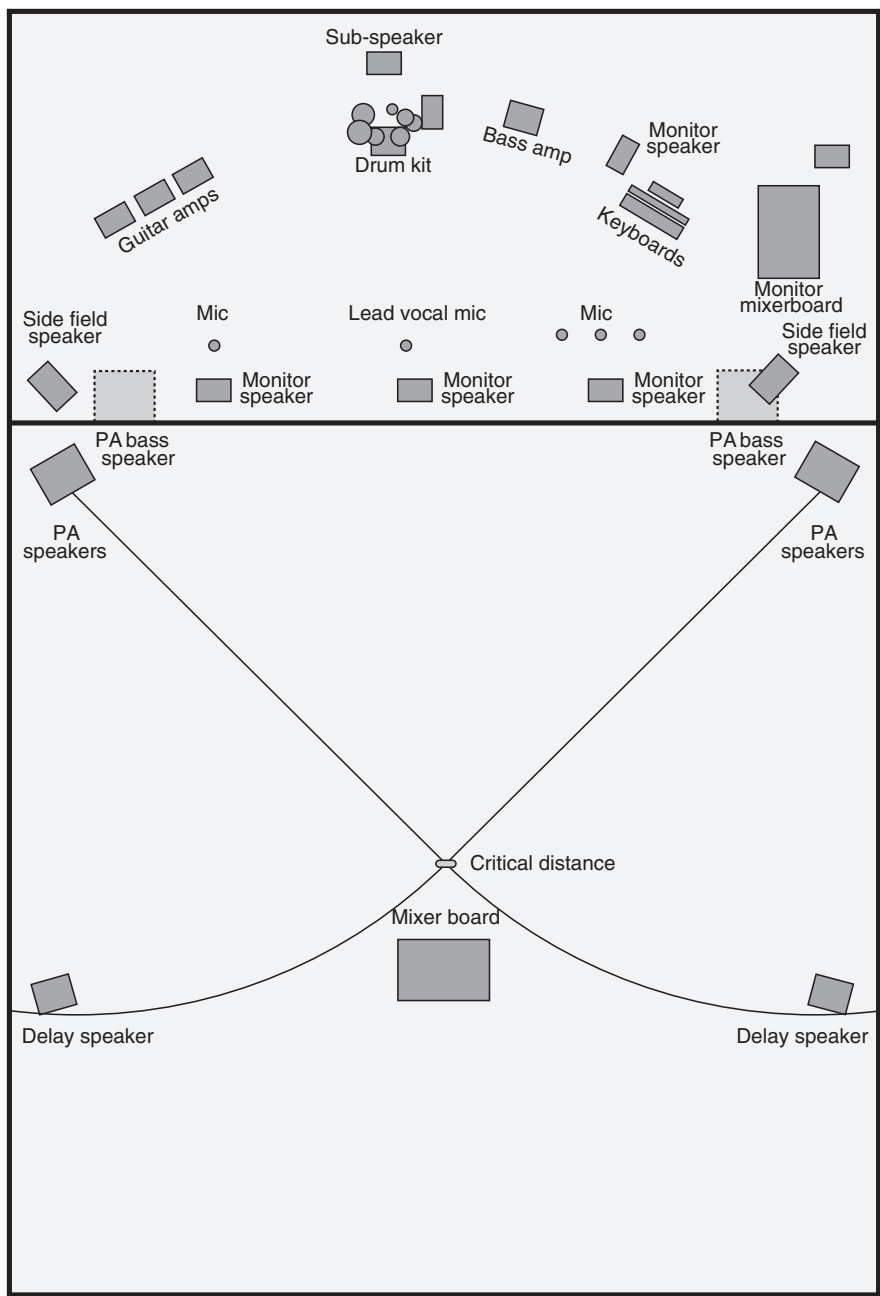 Sub-speaker
Drum kit
Bass amp
Monitor
speaker
Guitar amps
Keyboards
Monitor
mixerboard
Side field
speaker
Mic
Lead vocal mic
Mic
Side field
speaker
Monitor
speaker
Monitor
speaker
Monitor
speaker
PA bass
speaker
PA bass
speaker
PA
speakers
PA
speakers
Critical distance
Mixer board
Delay speaker
Delay speaker